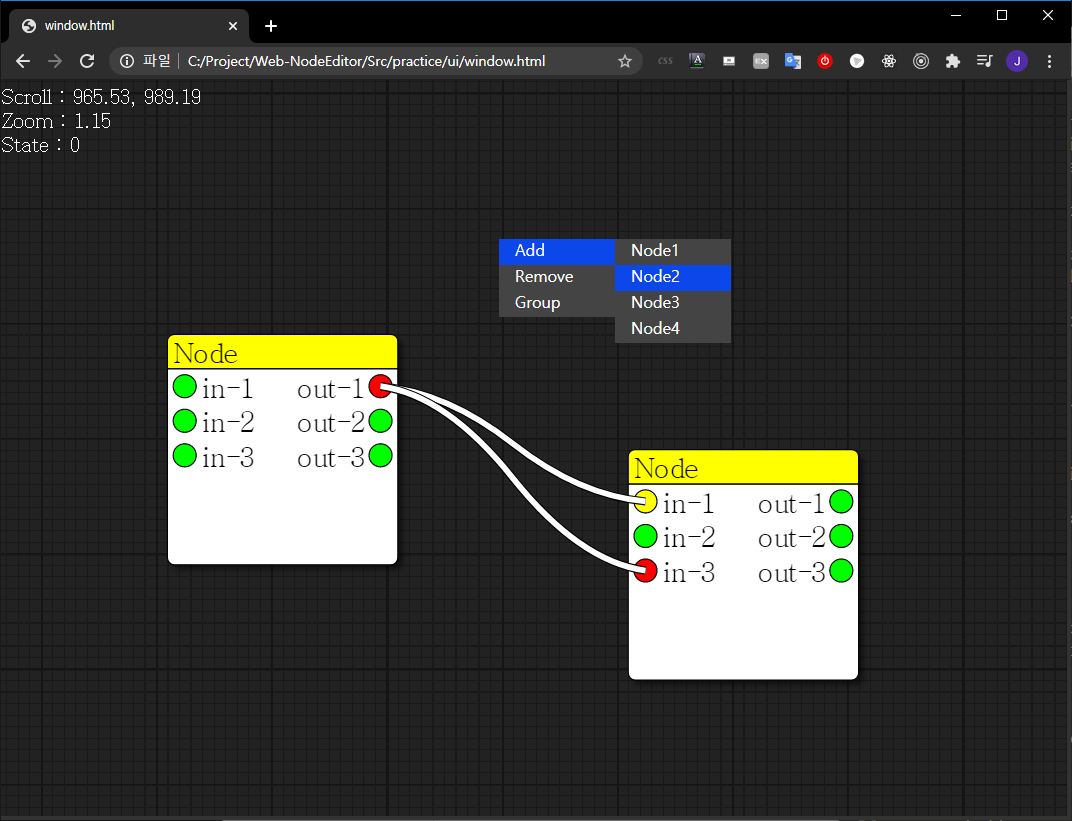 window.html
파일 C:/Project/Web-NodeEditor/Src/practice/ui/window.html
css
A
J
Scroll : 965.53, 989.19
Zoom : 1.15
State : 0
Add
Remove
Group
Node1
Node2
Node3
Node4
Node
in-1 out-1
in-2 out-2
in-3 out-3
Node
in-1 out-1
in-2 out-2
in-3 out-3